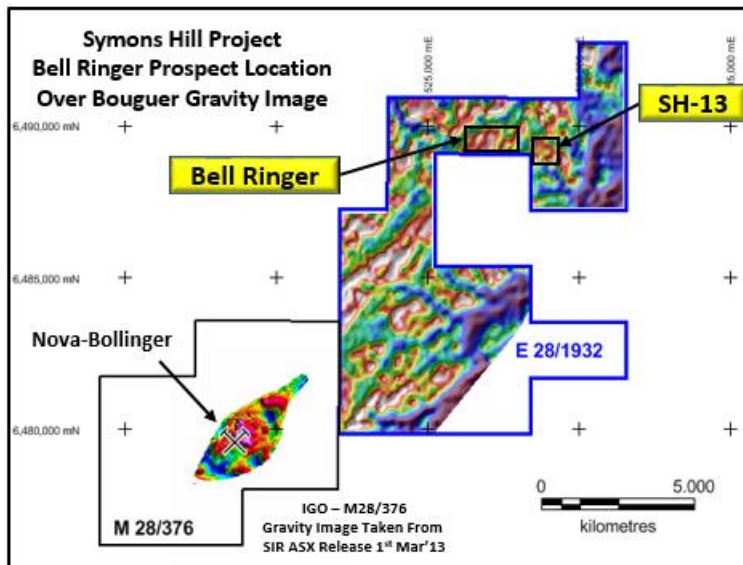 Symons Hill Project
Bell Ringer Prospect Location
Over Bouguer Gravity Image
525,000 mE
6,490,000 mN
SH-13
Bell Ringer
6,485,000 mN
Nova-Bollinger
E 28/1932
6,480,000 mN
M 28/376
IGO – M28/376
Gravity Image Taken From
SIR ASX Release 1st Mar'13
0 5.000
kilometres